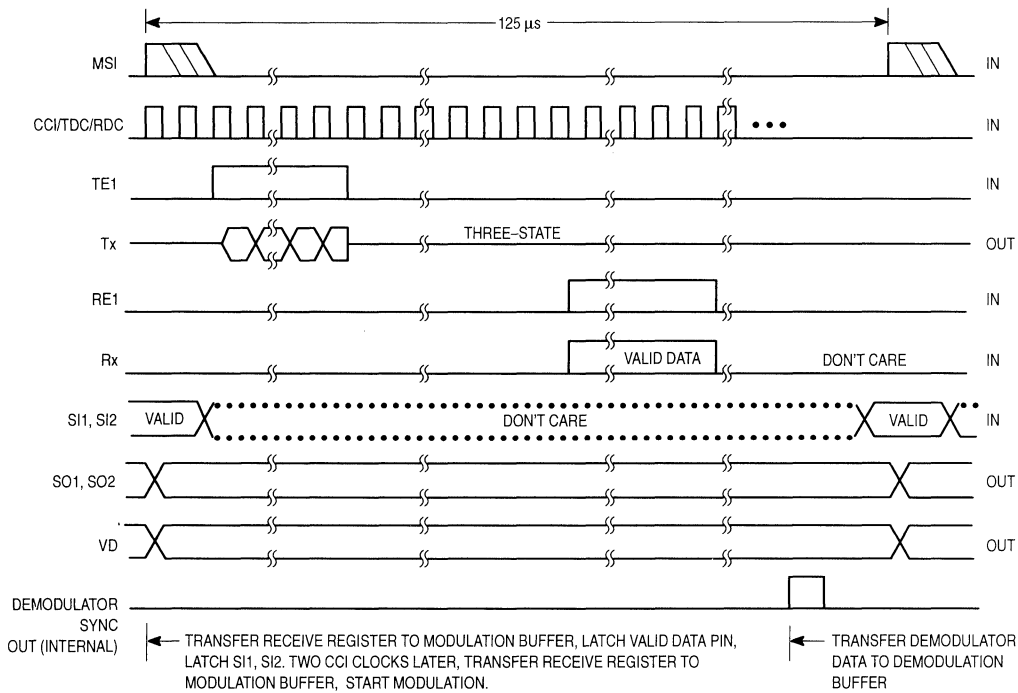 125 µs
MSI
IN
CCI/TDC/RDC
IN
TE1
IN
Tx
THREE–STATE
OUT
RE1
IN
Rx
VALID DATA
DON'T CARE
IN
SI1, SI2
VALID
DON'T CARE
VALID
IN
SO1, SO2
OUT
VD
OUT
DEMODULATOR
SYNC
OUT (INTERNAL)
TRANSFER RECEIVE REGISTER TO MODULATION BUFFER, LATCH VALID DATA PIN,
LATCH SI1, SI2. TWO CCI CLOCKS LATER, TRANSFER RECEIVE REGISTER TO
MODULATION BUFFER, START MODULATION.
TRANSFER DEMODULATOR
DATA TO DEMODULATION
BUFFER